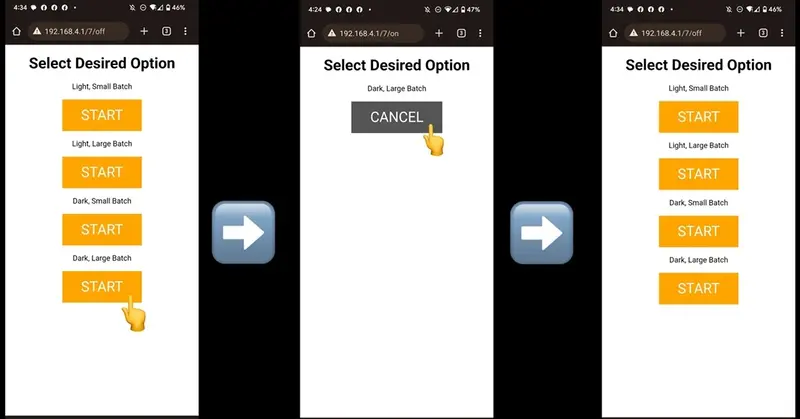 4:34 46%
192.168.4.1/7/off 3
Select Desired Option
Light, Small Batch
START
Light, Large Batch
START
Dark, Small Batch
START
Dark, Large Batch
START
4:24 47%
192.168.4.1/7/on 3
Select Desired Option
Dark, Large Batch
CANCEL
4:34 46%
192.168.4.1/7/off 3
Select Desired Option
Light, Small Batch
START
Light, Large Batch
START
Dark, Small Batch
START
Dark, Large Batch
START